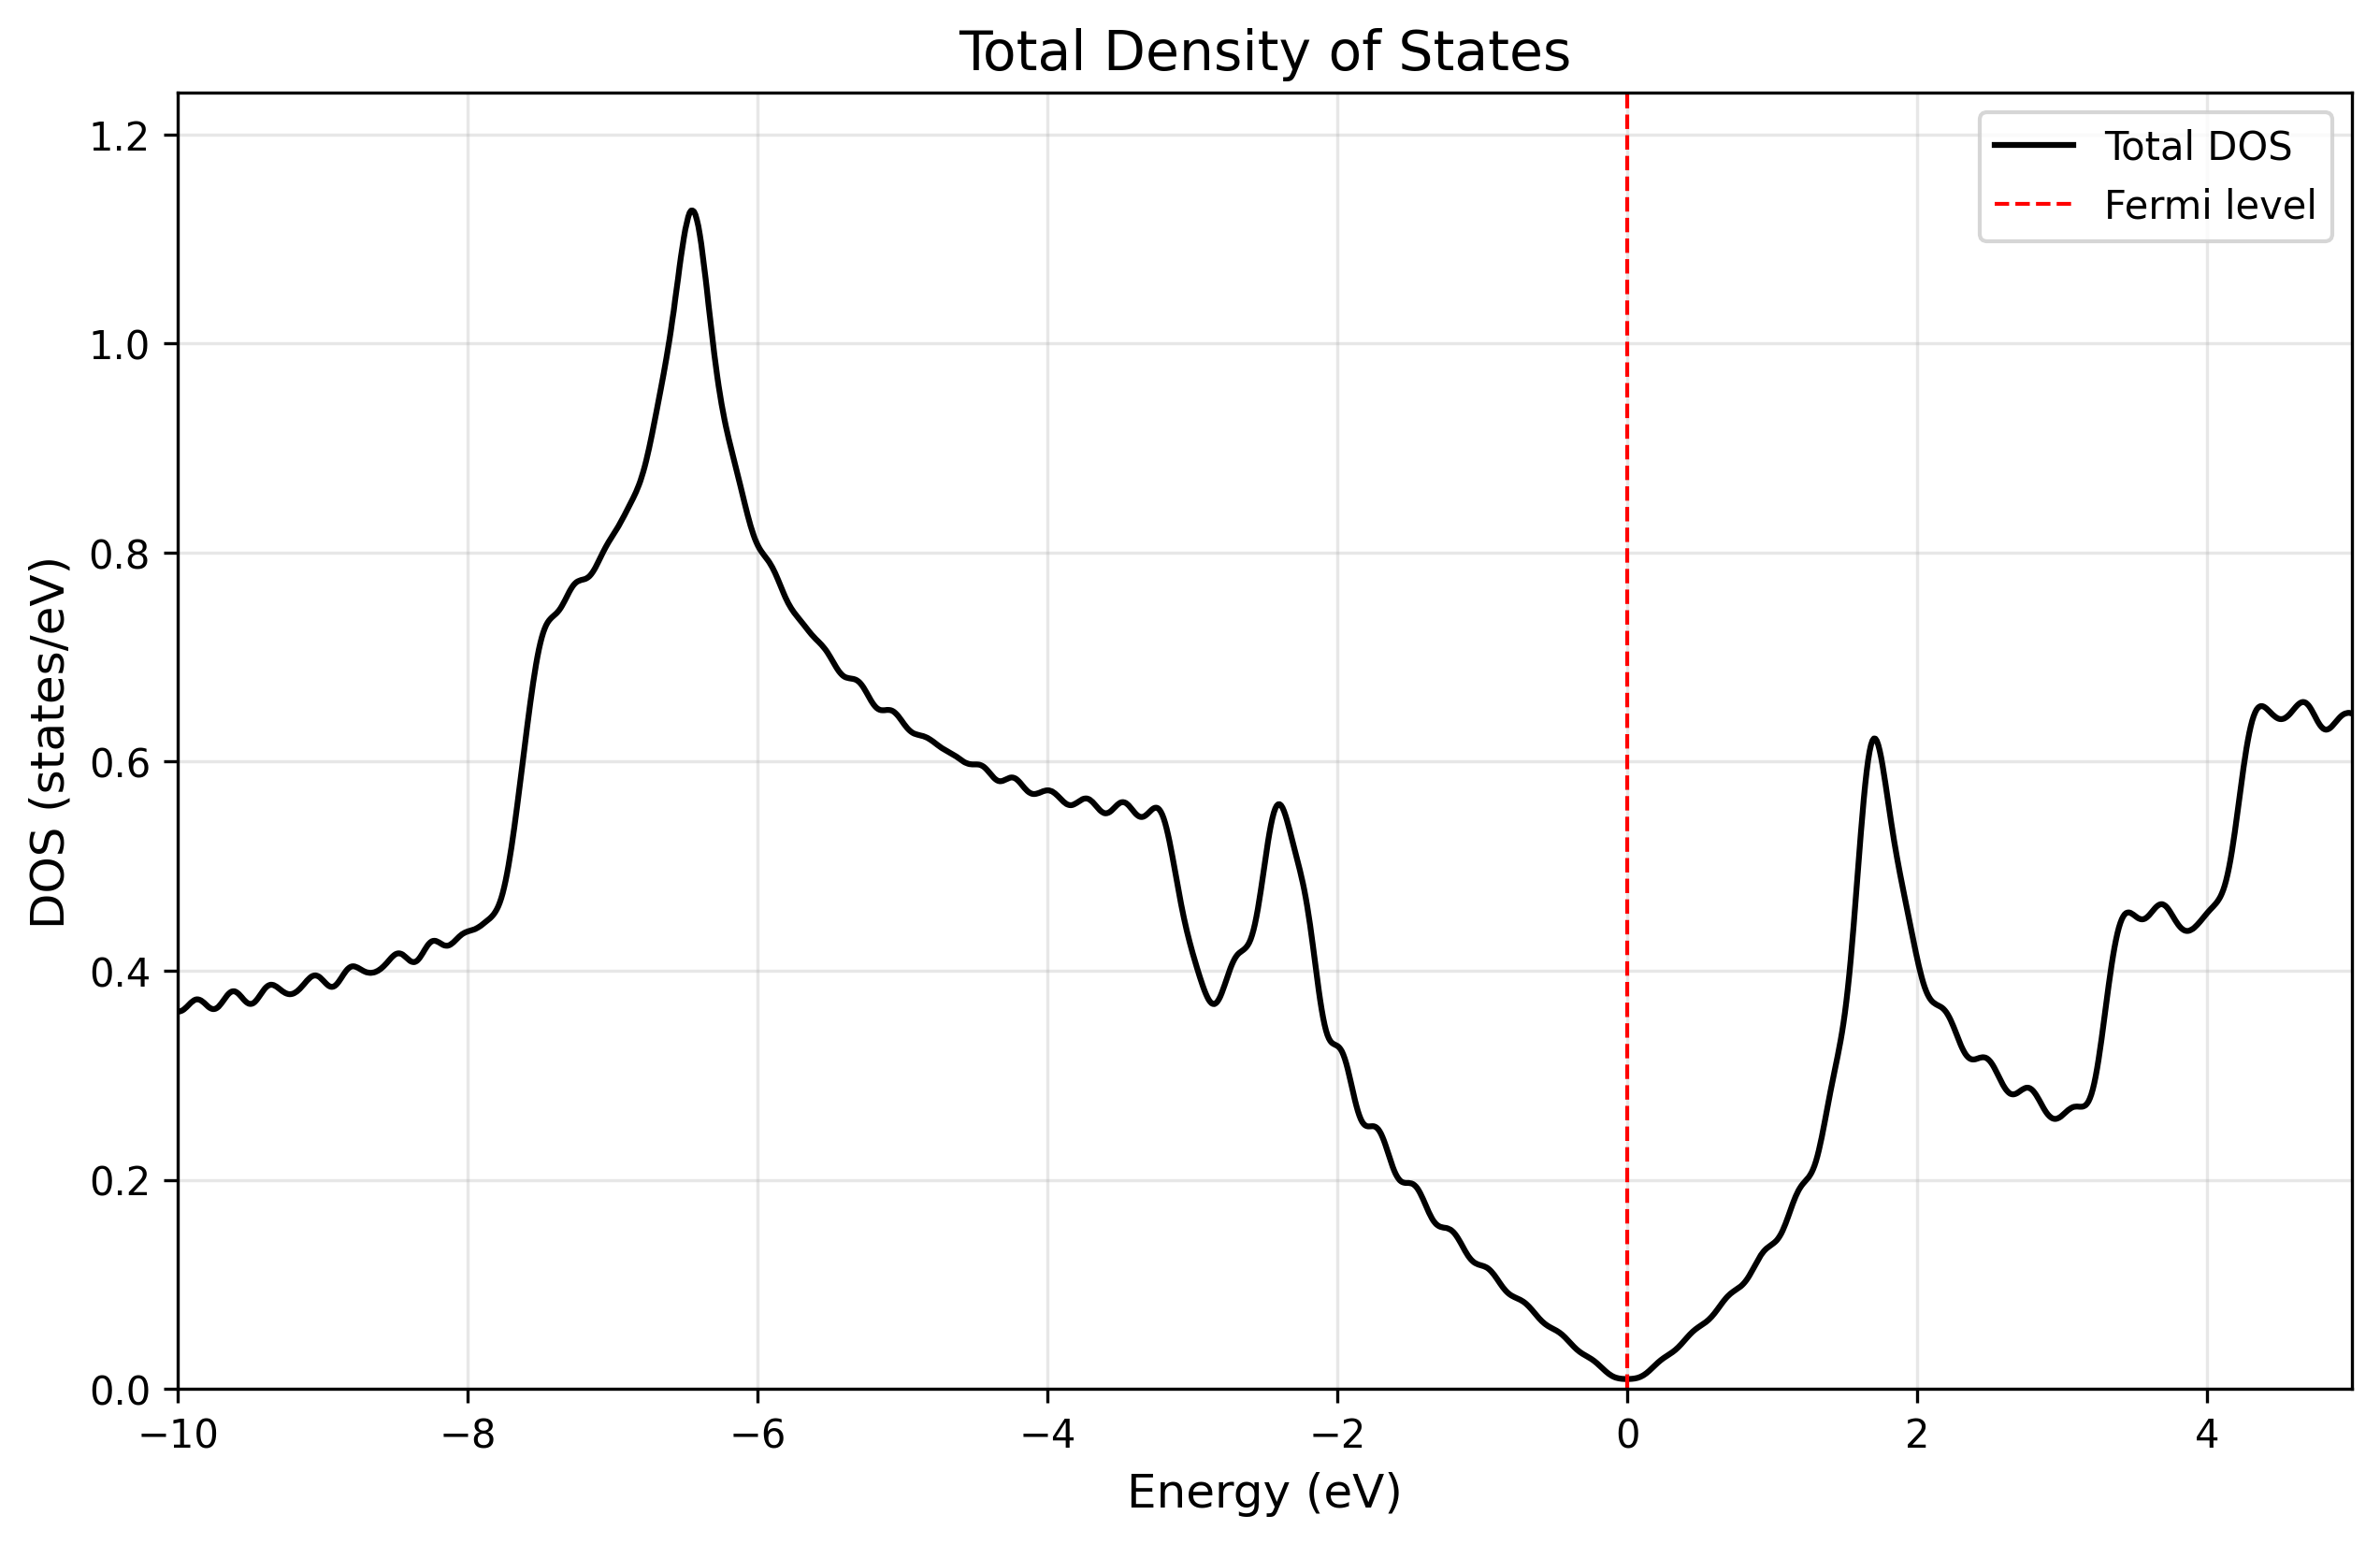 Total Density of States
Total DOS
Fermi level
DOS (states/eV)
1.2
1.0
0.8
0.6
0.4
0.2
0.0
−10 −8 −6 −4 −2 0 2 4
Energy (eV)